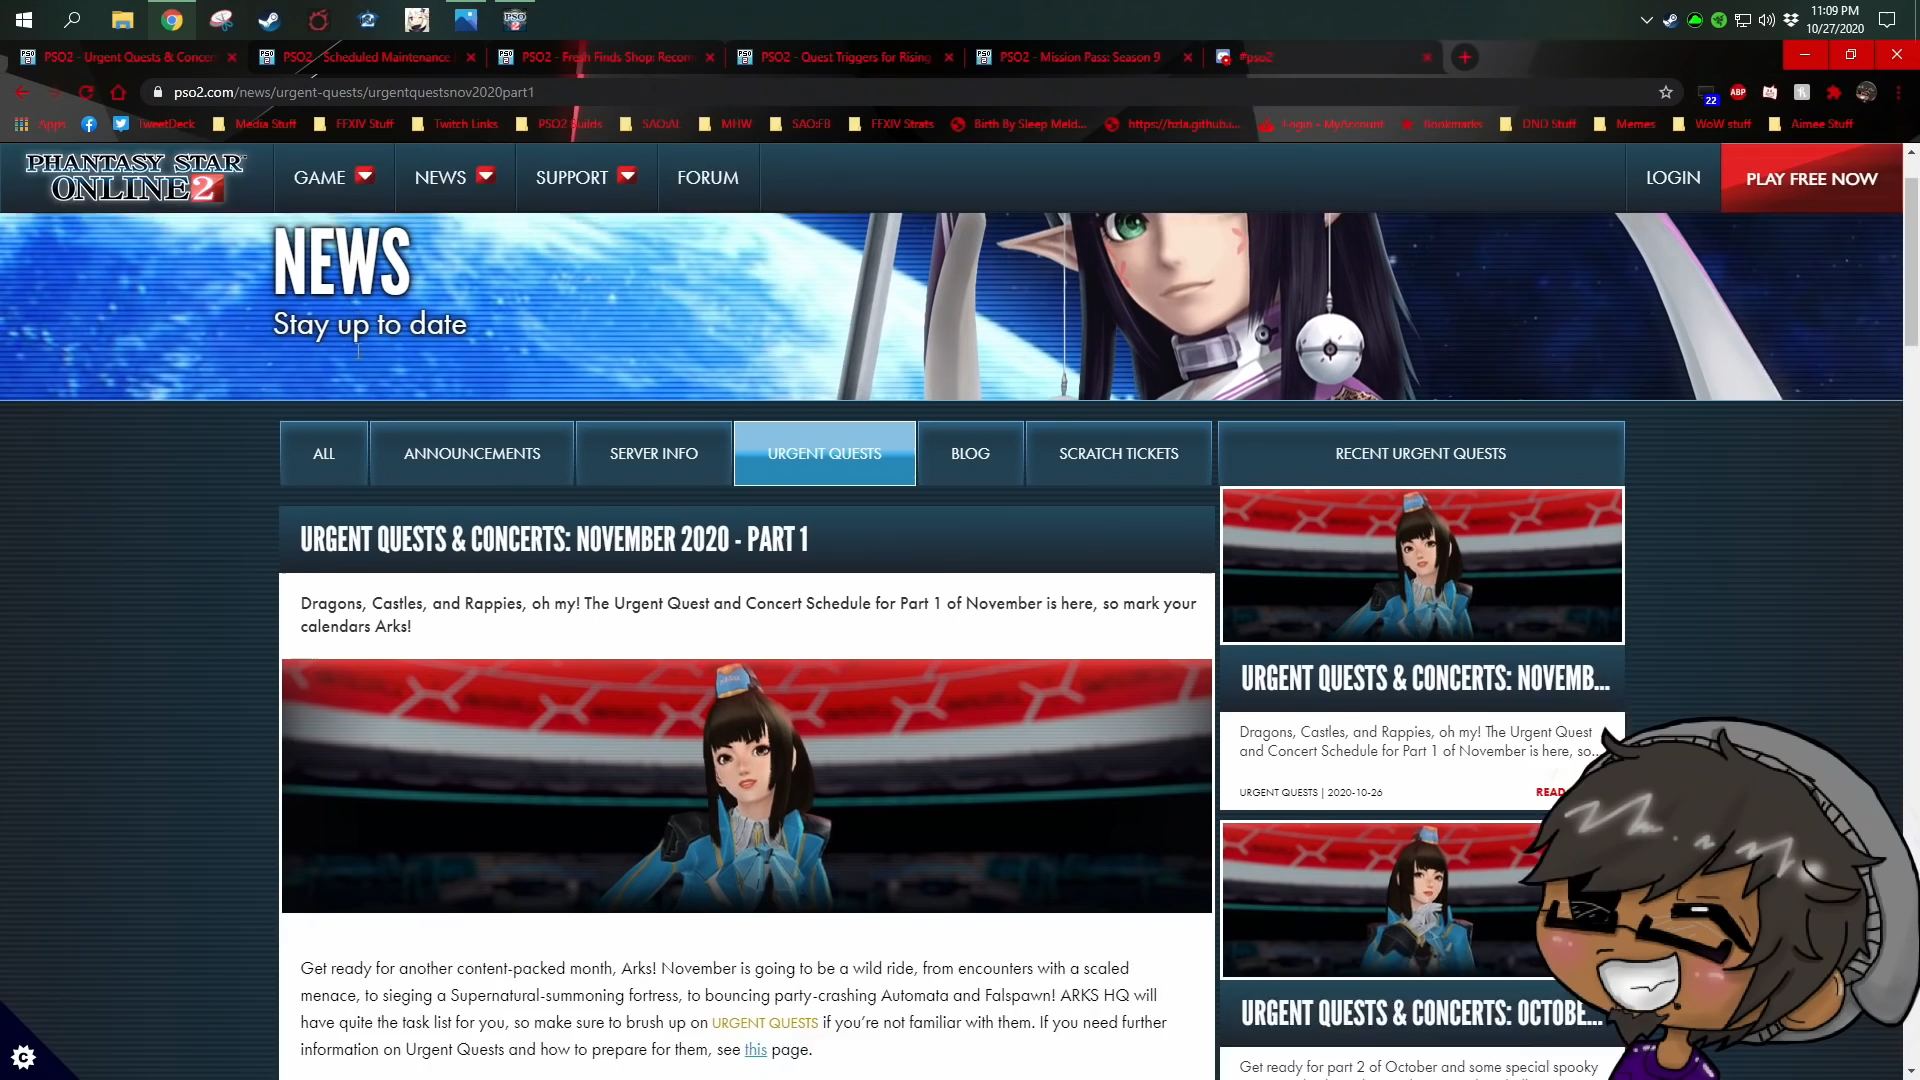 11:09 PM
10/27/2020
PSO2 - Urgent Quests & Concer
PSO2 - Scheduled Maintenance
PSO2 - Fresh Finds Shop: Recom
PSO2 - Quest Triggers for Rising
PSO2 - Mission Pass: Season 9
#pso2
pso2.com/news/urgent-quests/urgentquestsnov2020part1
22
ABP
Apps
TweetDeck
Media Stuff
FFXIV Stuff
Twitch Links
PSO2 Builds
SAO:AL
MHW
SAO:FB
FFXIV Strats
Birth By Sleep Meld...
https://hzla.github.i...
Login - MyAccount
Bookmarks
DND Stuff
Memes
WoW stuff
Aimee Stuff
PHANTASY STAR
ONLINE 2
GAME
NEWS
SUPPORT
FORUM
LOGIN
PLAY FREE NOW
NEWS
Stay up to date
ALL
ANNOUNCEMENTS
SERVER INFO
URGENT QUESTS
BLOG
SCRATCH TICKETS
RECENT URGENT QUESTS
URGENT QUESTS & CONCERTS: NOVEMBER 2020 - PART 1
Dragons, Castles, and Rappies, oh my! The Urgent Quest and Concert Schedule for Part 1 of November is here, so mark your
calendars Arks!
Get ready for another content-packed month, Arks! November is going to be a wild ride, from encounters with a scaled
menace, to sieging a Supernatural-summoning fortress, to bouncing party-crashing Automata and Falspawn! ARKS HQ will
have quite the task list for you, so make sure to brush up on URGENT QUESTS if you're not familiar with them. If you need further
information on Urgent Quests and how to prepare for them, see this page.
URGENT QUESTS & CONCERTS: NOVEMB...
Dragons, Castles, and Rappies, oh my! The Urgent Quest
and Concert Schedule for Part 1 of November is here, so...
URGENT QUESTS | 2020-10-26
READ
URGENT QUESTS & CONCERTS: OCTOBE...
Get ready for part 2 of October and some special spooky